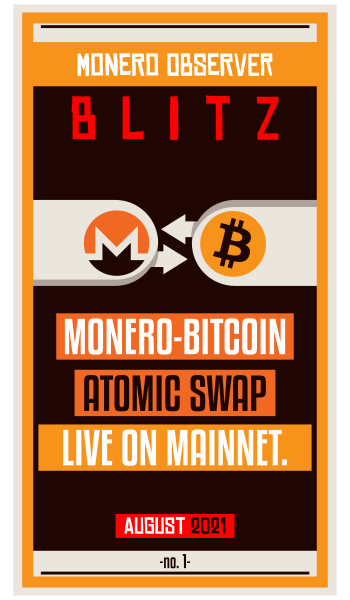 MONERO OBSERVER
BLITZ
MONERO-BITCOIN
ATOMIC SWAP
LIVE ON MAINNET.
AUGUST 2021
-no. 1-